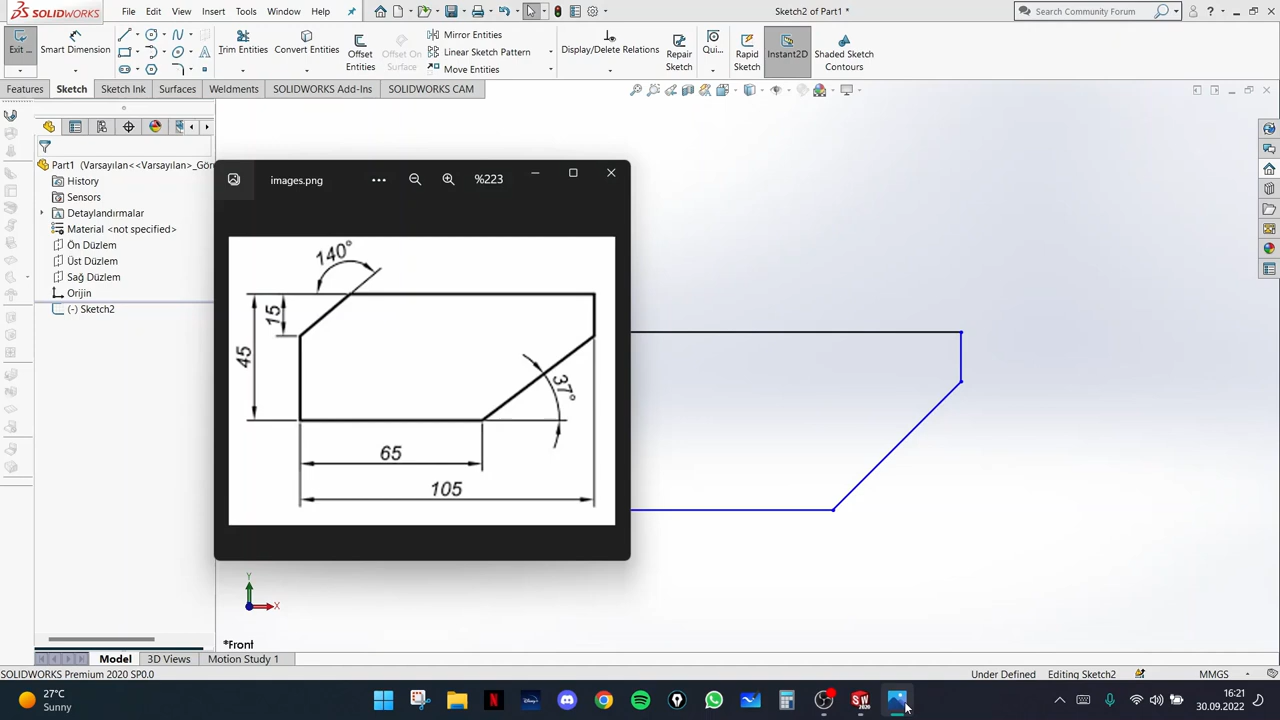 SOLIDWORKS
File
Edit
View
Insert
Tools
Window
Help
Sketch2 of Part1 *
Search Community Forum
Exit ...
Smart Dimension
Trim Entities
Convert Entities
Offset
Entities
Offset On
Surface
Mirror Entities
Linear Sketch Pattern
Move Entities
Display/Delete Relations
Repair
Sketch
Qui...
Rapid
Sketch
Instant2D
Shaded Sketch
Contours
Features
Sketch
Sketch Ink
Surfaces
Weldments
SOLIDWORKS Add-Ins
SOLIDWORKS CAM
Part1 (Varsayılan<<Varsayılan>_Gör
History
Sensors
Detaylandırmalar
Material <not specified>
Ön Düzlem
Üst Düzlem
Sağ Düzlem
Orijin
(-) Sketch2
images.png
%223
140°
15
45
37°
65
105
Y
X
*Front
Model
3D Views
Motion Study 1
SOLIDWORKS Premium 2020 SP0.0
Under Defined
Editing Sketch2
MMGS
27°C
Sunny
16:21
30.09.2022